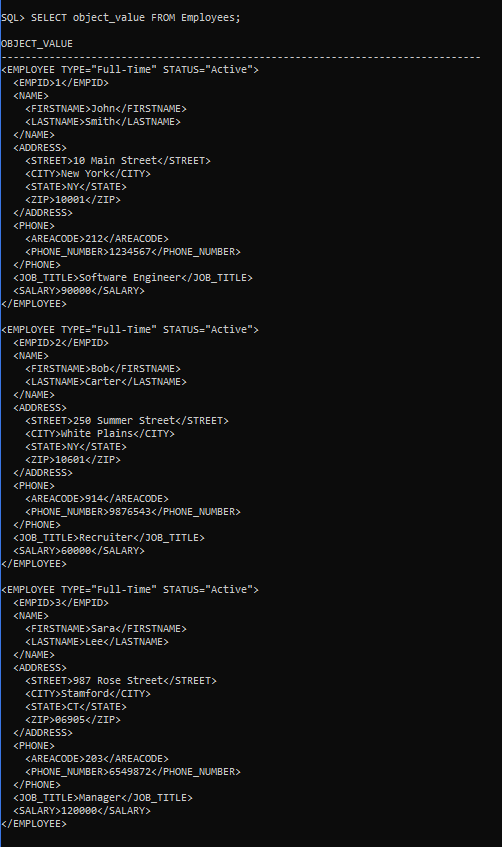 SQL> SELECT object_value FROM Employees;

OBJECT_VALUE
--------------------------------------------------------------------------------
<EMPLOYEE TYPE="Full-Time" STATUS="Active">
  <EMPID>1</EMPID>
  <NAME>
    <FIRSTNAME>John</FIRSTNAME>
    <LASTNAME>Smith</LASTNAME>
  </NAME>
  <ADDRESS>
    <STREET>10 Main Street</STREET>
    <CITY>New York</CITY>
    <STATE>NY</STATE>
    <ZIP>10001</ZIP>
  </ADDRESS>
  <PHONE>
    <AREACODE>212</AREACODE>
    <PHONE_NUMBER>1234567</PHONE_NUMBER>
  </PHONE>
  <JOB_TITLE>Software Engineer</JOB_TITLE>
  <SALARY>90000</SALARY>
</EMPLOYEE>

<EMPLOYEE TYPE="Full-Time" STATUS="Active">
  <EMPID>2</EMPID>
  <NAME>
    <FIRSTNAME>Bob</FIRSTNAME>
    <LASTNAME>Carter</LASTNAME>
  </NAME>
  <ADDRESS>
    <STREET>250 Summer Street</STREET>
    <CITY>White Plains</CITY>
    <STATE>NY</STATE>
    <ZIP>10601</ZIP>
  </ADDRESS>
  <PHONE>
    <AREACODE>914</AREACODE>
    <PHONE_NUMBER>9876543</PHONE_NUMBER>
  </PHONE>
  <JOB_TITLE>Recruiter</JOB_TITLE>
  <SALARY>60000</SALARY>
</EMPLOYEE>

<EMPLOYEE TYPE="Full-Time" STATUS="Active">
  <EMPID>3</EMPID>
  <NAME>
    <FIRSTNAME>Sara</FIRSTNAME>
    <LASTNAME>Lee</LASTNAME>
  </NAME>
  <ADDRESS>
    <STREET>987 Rose Street</STREET>
    <CITY>Stamford</CITY>
    <STATE>CT</STATE>
    <ZIP>06905</ZIP>
  </ADDRESS>
  <PHONE>
    <AREACODE>203</AREACODE>
    <PHONE_NUMBER>6549872</PHONE_NUMBER>
  </PHONE>
  <JOB_TITLE>Manager</JOB_TITLE>
  <SALARY>120000</SALARY>
</EMPLOYEE>